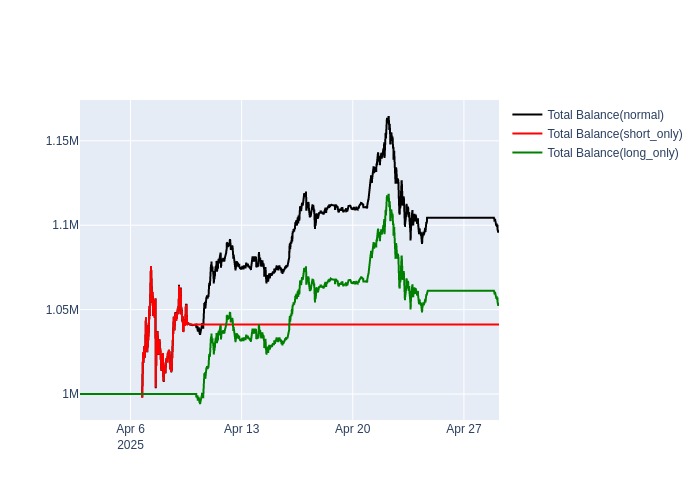 Total Balance(normal)
Total Balance(short_only)
Total Balance(long_only)
1.15M
1.1M
1.05M
1M
Apr 6
2025
Apr 13
Apr 20
Apr 27